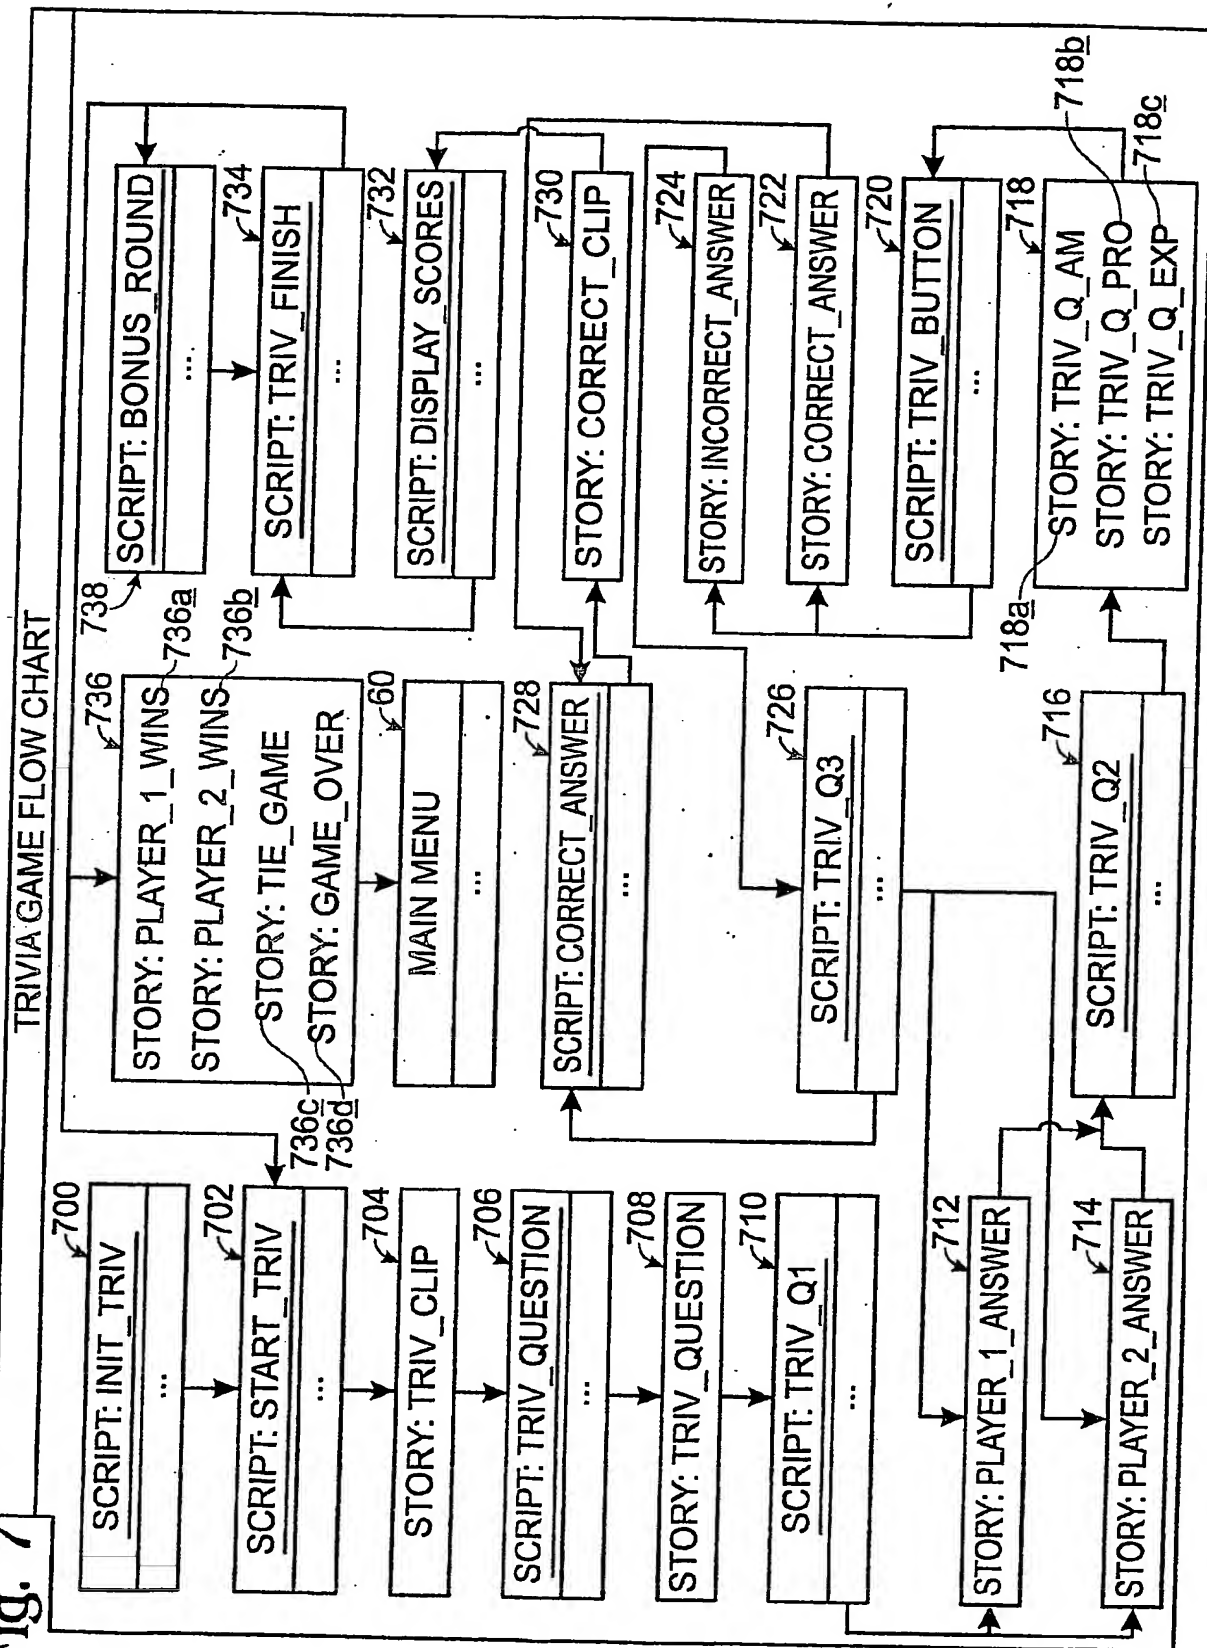 Fig. 7
TRIVIA GAME FLOW CHART
700
SCRIPT: INIT_TRIV
...
702
SCRIPT: START_TRIV
...
704
STORY: TRIV_CLIP
706
SCRIPT: TRIV_QUESTION
...
708
STORY: TRIV_QUESTION
710
SCRIPT: TRIV_Q1
...
712
STORY: PLAYER_1_ANSWER
714
STORY: PLAYER_2_ANSWER
736
STORY: PLAYER_1_WINS
736a
STORY: PLAYER_2_WINS
736b
STORY: TIE_GAME
736c
STORY: GAME_OVER
736d
60
MAIN MENU
...
728
SCRIPT: CORRECT_ANSWER
...
726
SCRIPT: TRIV_Q3
...
716
SCRIPT: TRIV_Q2
...
738
SCRIPT: BONUS_ROUND
...
734
SCRIPT: TRIV_FINISH
...
732
SCRIPT: DISPLAY_SCORES
...
730
STORY: CORRECT_CLIP
724
STORY: INCORRECT_ANSWER
722
STORY: CORRECT_ANSWER
720
SCRIPT: TRIV_BUTTON
...
718
718a
STORY: TRIV_Q_AM
STORY: TRIV_Q_PRO
718b
STORY: TRIV_Q_EXP
718c